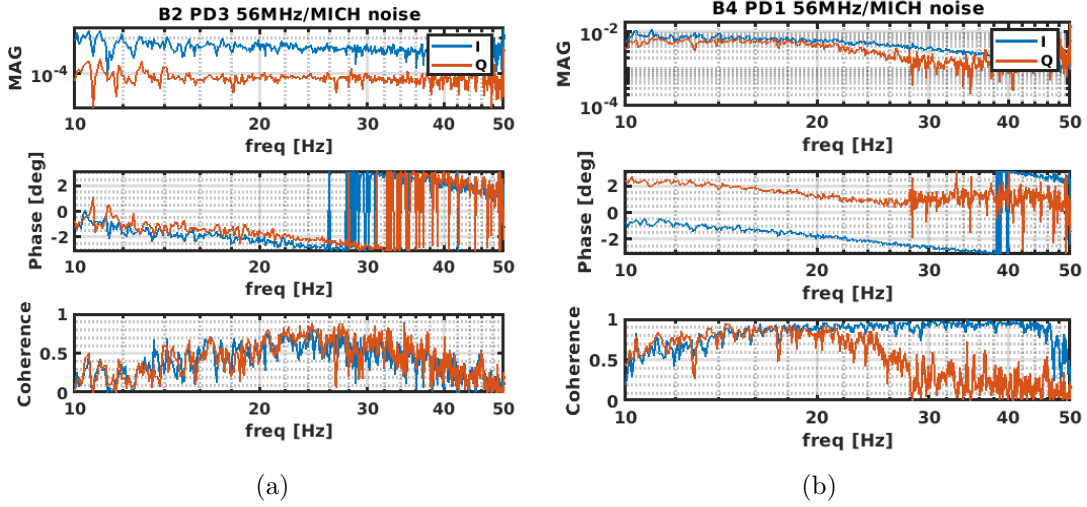 B2 PD3 56MHz/MICH noise
MAG
10^-4
I
Q
10 20 30 40 50
freq [Hz]
Phase [deg]
2
0
-2
10 20 30 40 50
freq [Hz]
Coherence
1
0.5
0
10 20 30 40 50
freq [Hz]
(a)
B4 PD1 56MHz/MICH noise
MAG
10^-2
10^-4
I
Q
10 20 30 40 50
freq [Hz]
Phase [deg]
2
0
-2
10 20 30 40 50
freq [Hz]
Coherence
1
0.5
0
10 20 30 40 50
freq [Hz]
(b)